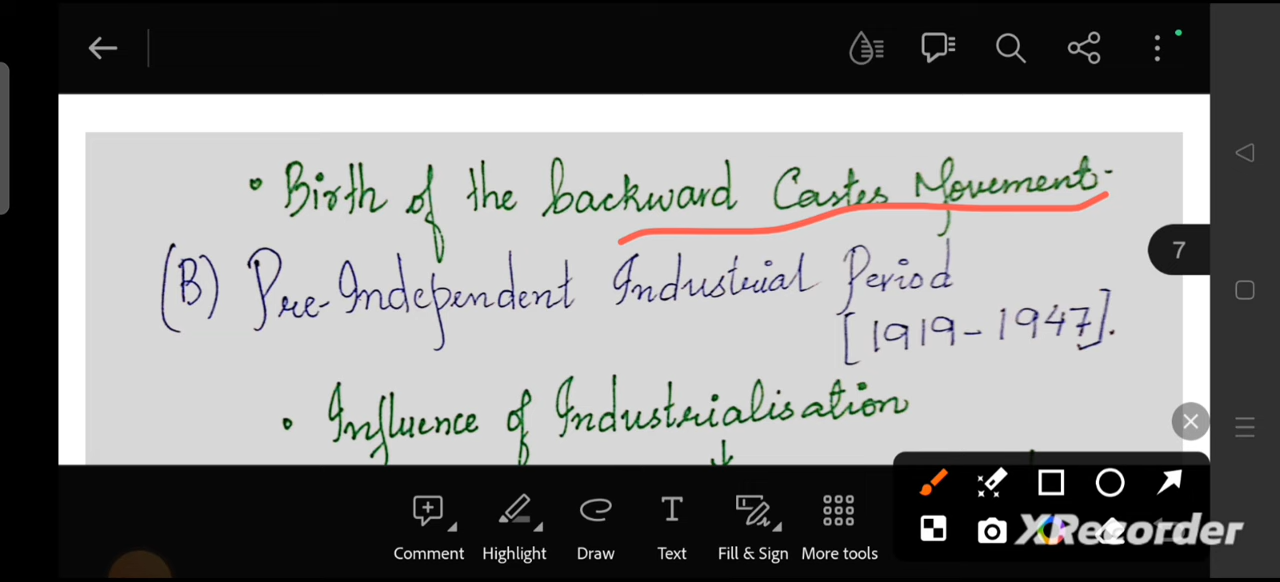 • Birth of the backward Castes Movement.
7
(B) Pre-Independent Industrial Period
[1919-1947].
• Influence of Industrialisation
Comment Highlight Draw Text Fill & Sign More tools
XRecorder